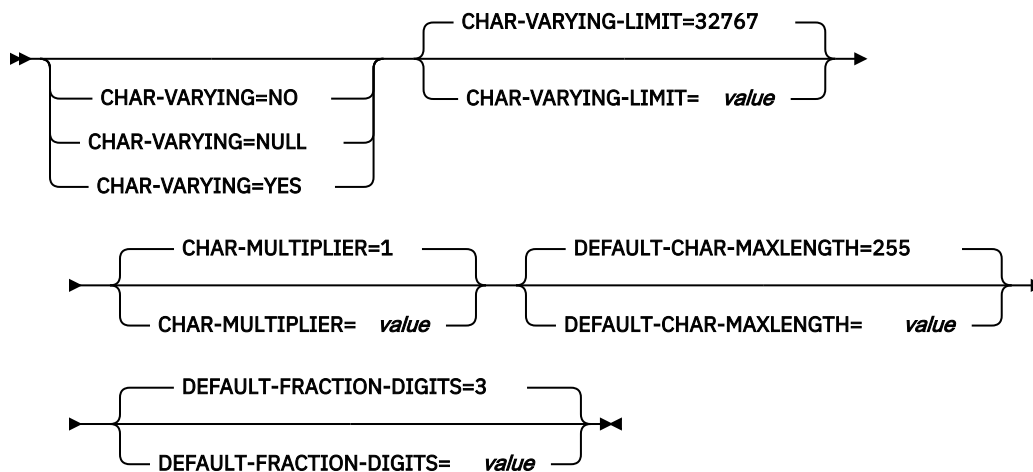 CHAR-VARYING-LIMIT=32767
CHAR-VARYING=NO
CHAR-VARYING-LIMIT= value
CHAR-VARYING=NULL
CHAR-VARYING=YES
CHAR-MULTIPLIER=1
DEFAULT-CHAR-MAXLENGTH=255
CHAR-MULTIPLIER= value
DEFAULT-CHAR-MAXLENGTH= value
DEFAULT-FRACTION-DIGITS=3
DEFAULT-FRACTION-DIGITS= value